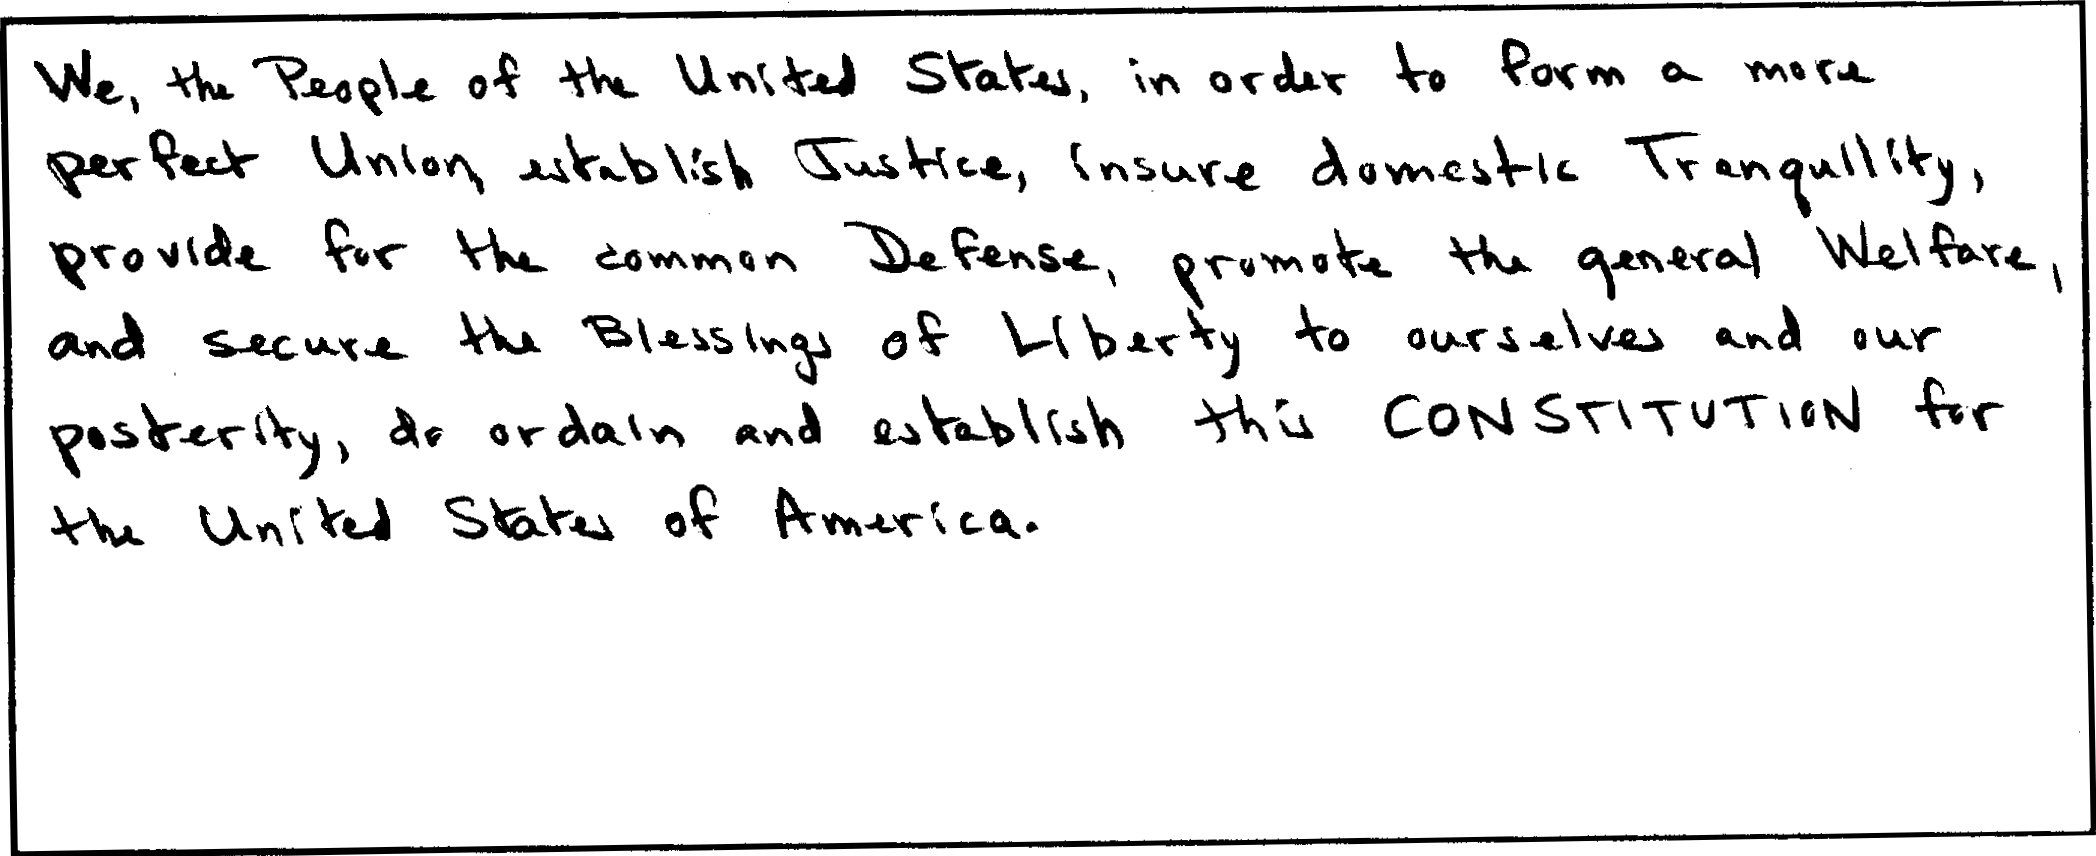 We, the People of the United States, in order to form a more
perfect Union, establish Justice, insure domestic Tranquillity,
provide for the common Defense, promote the general Welfare,
and secure the Blessings of Liberty to ourselves and our
posterity, do ordain and establish this CONSTITUTION for
the United States of America.